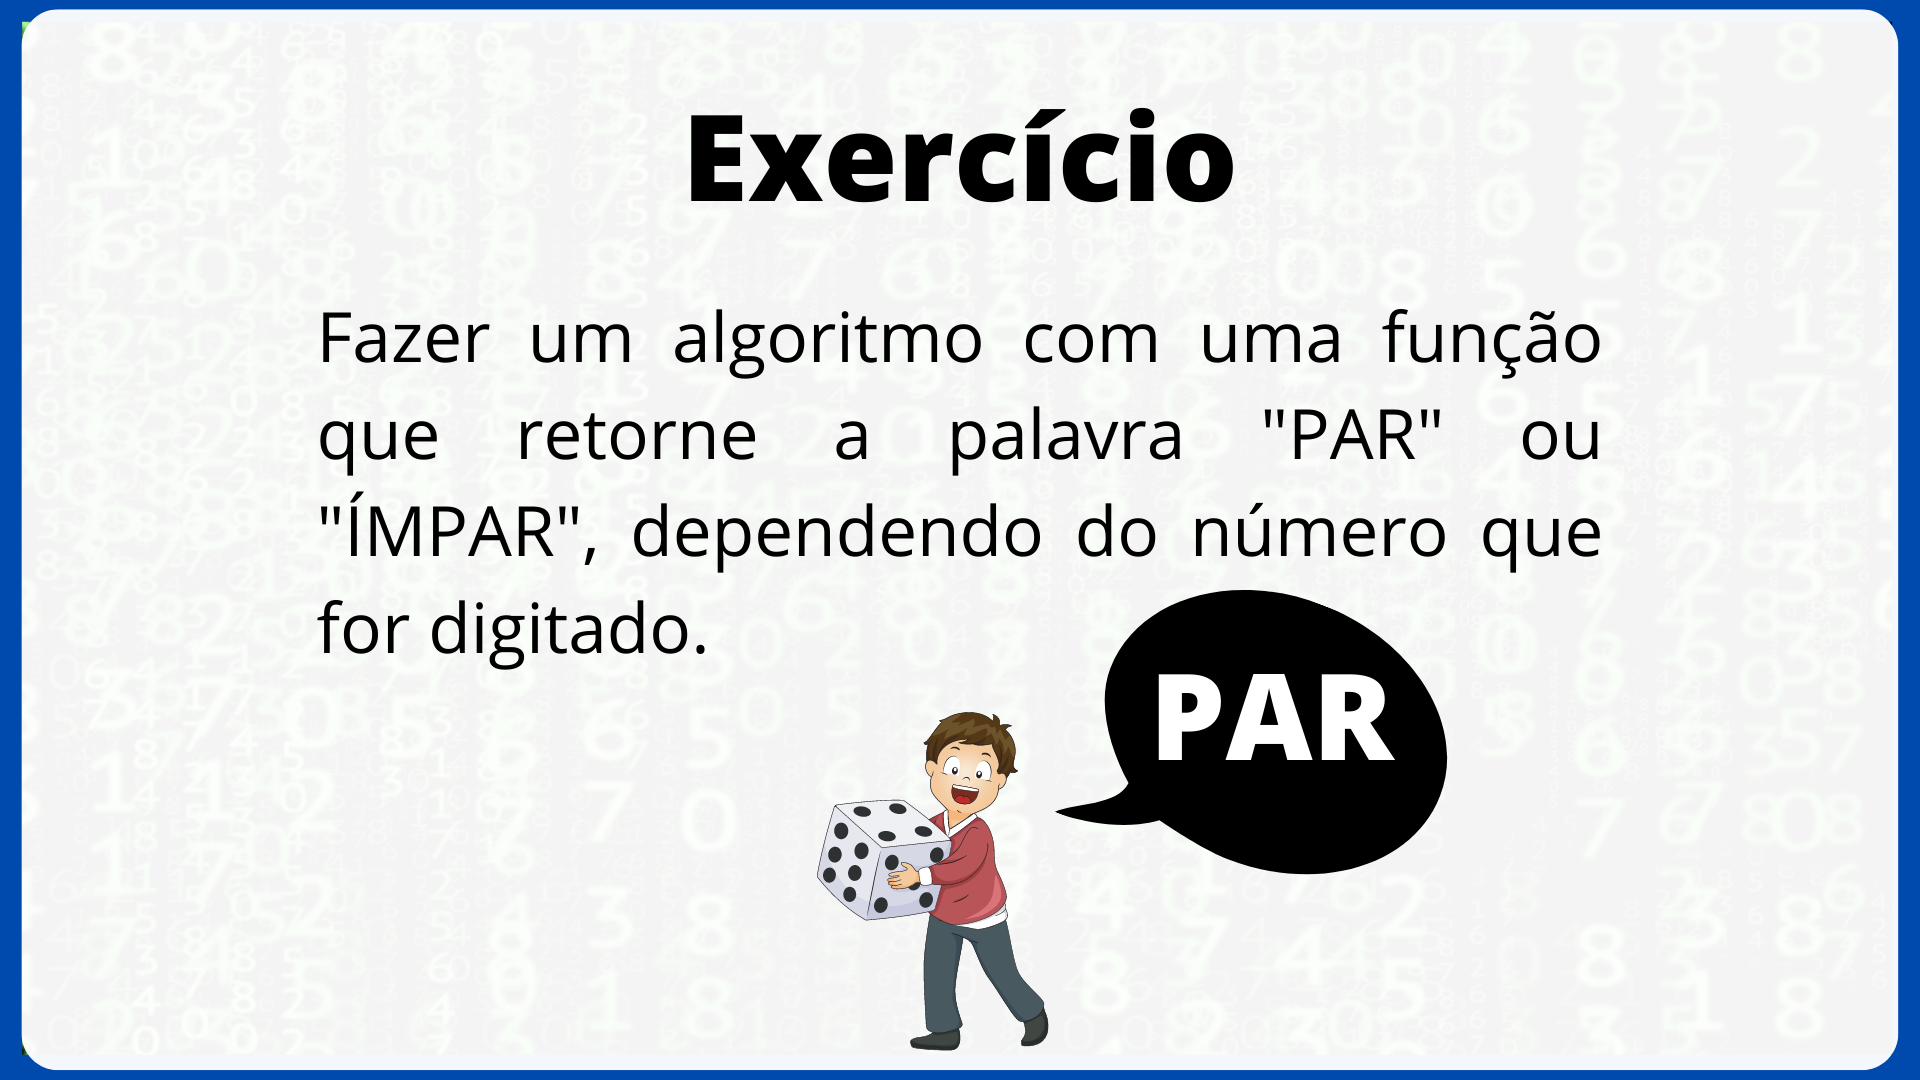 Exercício
Fazer um algoritmo com uma função
que retorne a palavra "PAR" ou
"ÍMPAR", dependendo do número que
for digitado.
PAR